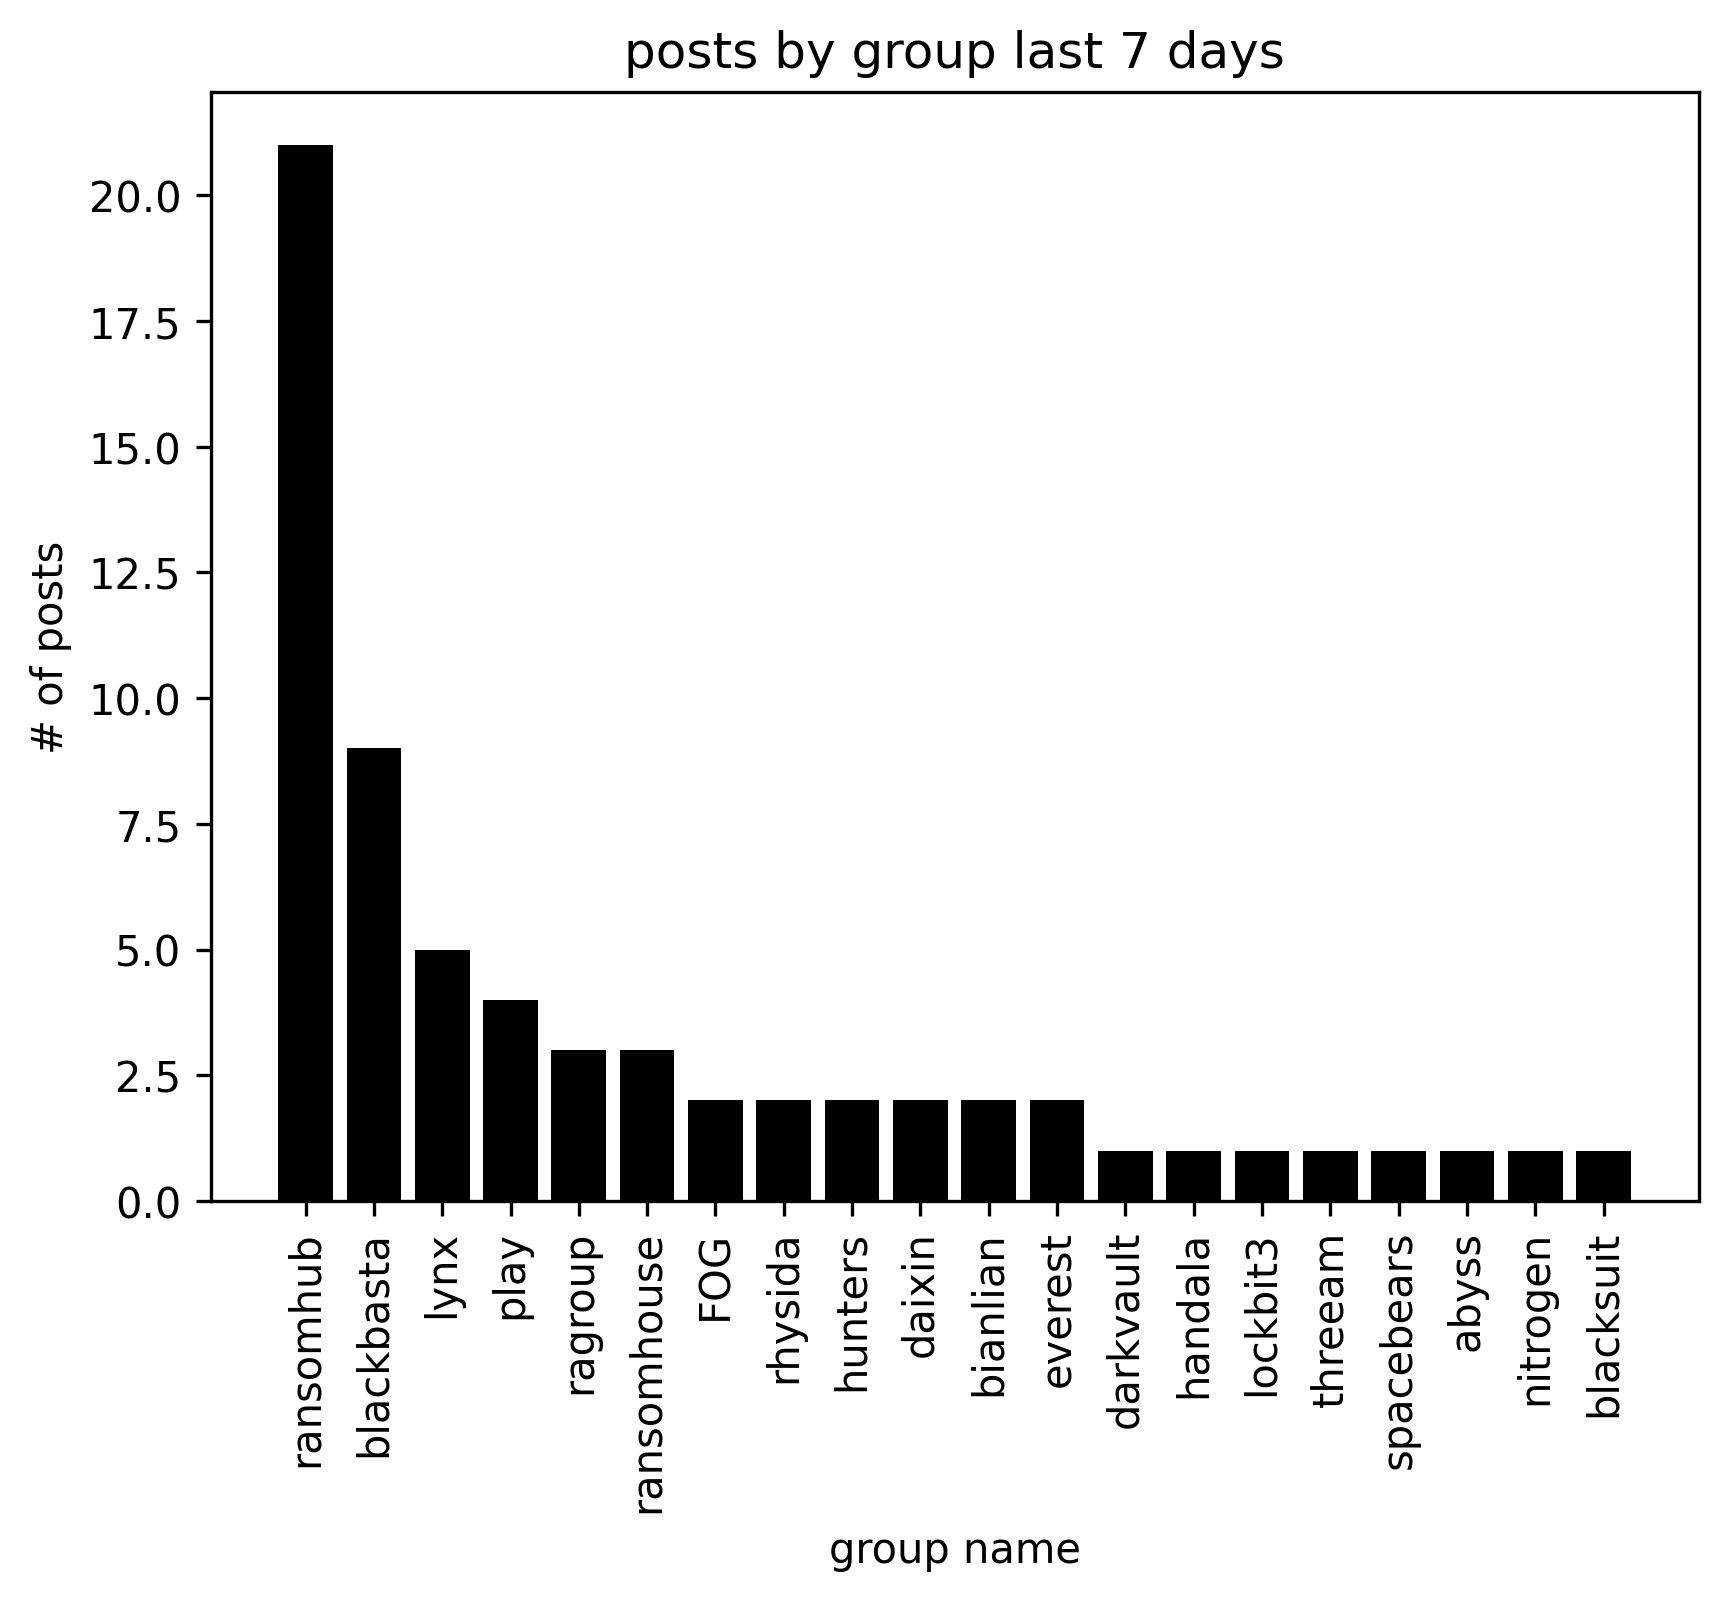 posts by group last 7 days
# of posts
20.0
17.5
15.0
12.5
10.0
7.5
5.0
2.5
0.0
ransomhub
blackbasta
lynx
play
ragroup
ransomhouse
FOG
rhysida
hunters
daixin
bianlian
everest
darkvault
handala
lockbit3
threeam
spacebears
abyss
nitrogen
blacksuit
group name